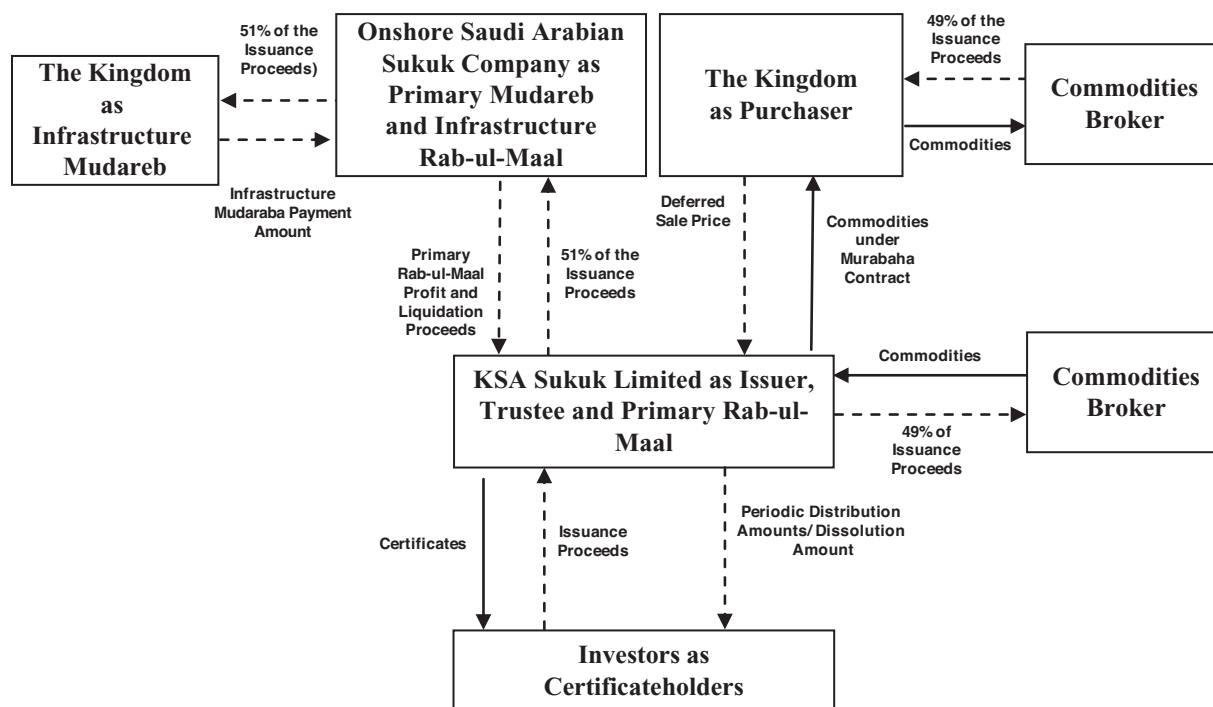 51% of the
Issuance
Proceeds)
The Kingdom
as
Infrastructure
Mudareb
Infrastructure
Mudaraba Payment
Amount
Onshore Saudi Arabian
Sukuk Company as
Primary Mudareb
and Infrastructure
Rab-ul-Maal
The Kingdom
as Purchaser
49% of the
Issuance
Proceeds
Commodities
Commodities
Broker
Primary
Rab-ul-Maal
Profit and
Liquidation
Proceeds
51% of the
Issuance
Proceeds
Deferred
Sale Price
Commodities
under
Murabaha
Contract
KSA Sukuk Limited as Issuer,
Trustee and Primary Rab-ul-
Maal
Commodities
49% of
Issuance
Proceeds
Commodities
Broker
Certificates
Issuance
Proceeds
Periodic Distribution
Amounts/ Dissolution
Amount
Investors as
Certificateholders